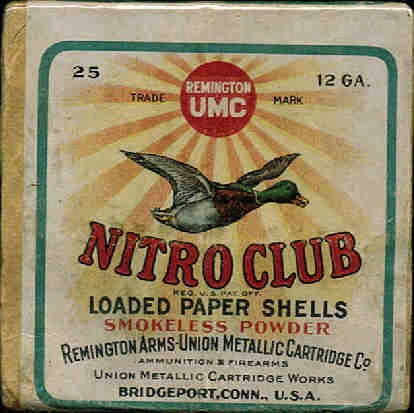 25
12 GA.
REMINGTON
UMC
TRADE MARK
NITRO CLUB
REG. U.S. PAT. OFF.
LOADED PAPER SHELLS
SMOKELESS POWDER
REMINGTON ARMS-UNION METALLIC CARTRIDGE Co
AMMUNITION & FIREARMS
UNION METALLIC CARTRIDGE WORKS
BRIDGEPORT, CONN., U.S.A.